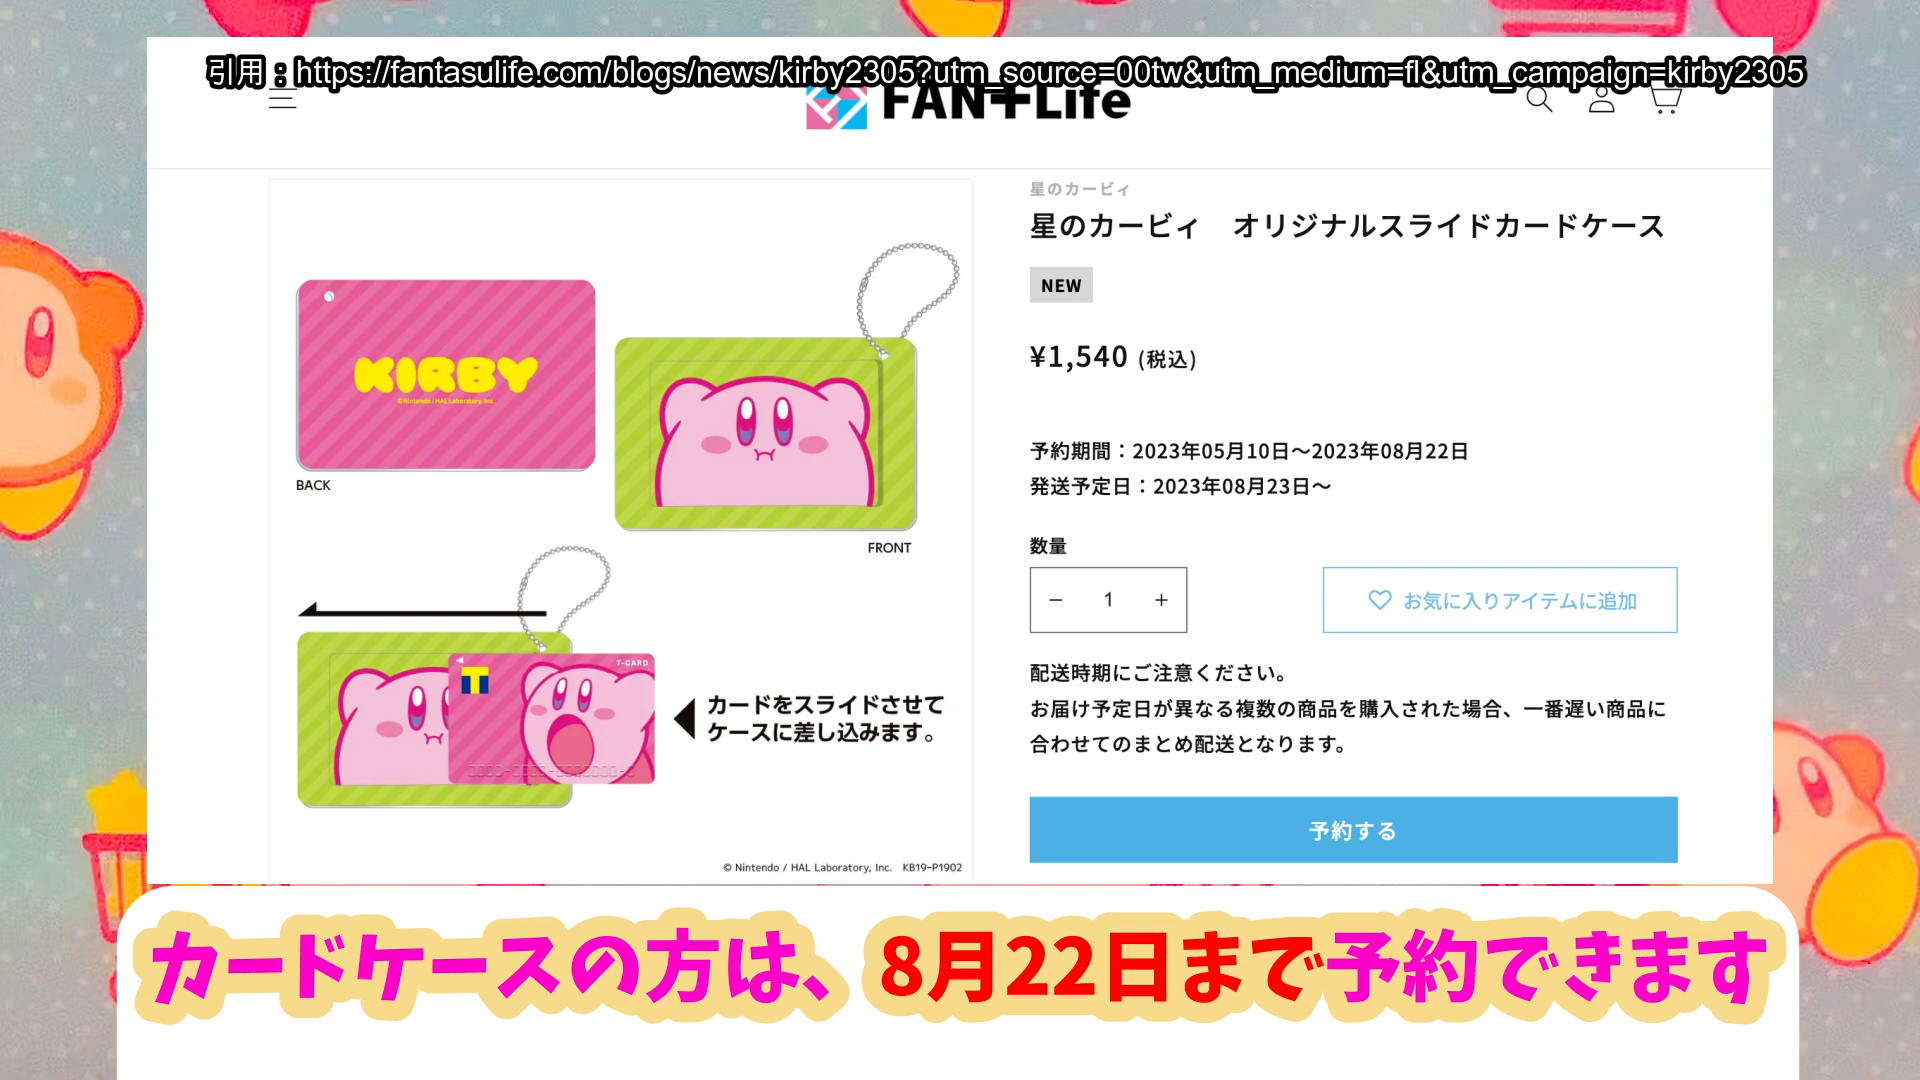 引用：https://fantasulife.com/blogs/news/kirby2305?utm_source=00tw&utm_medium=fl&utm_campaign=kirby2305
FAN+Life
星のカービィ
星のカービィ　オリジナルスライドカードケース
NEW
¥1,540 (税込)
予約期間：2023年05月10日〜2023年08月22日
発送予定日：2023年08月23日〜
数量
− 1 +
お気に入りアイテムに追加
配送時期にご注意ください。
お届け予定日が異なる複数の商品を購入された場合、一番遅い商品に
合わせてのまとめ配送となります。
予約する
KIRBY
©Nintendo / HAL Laboratory, Inc.
BACK
FRONT
T-CARD
T
カードをスライドさせて
ケースに差し込みます。
© Nintendo / HAL Laboratory, Inc. KB19-P1902
カードケースの方は、8月22日まで予約できます